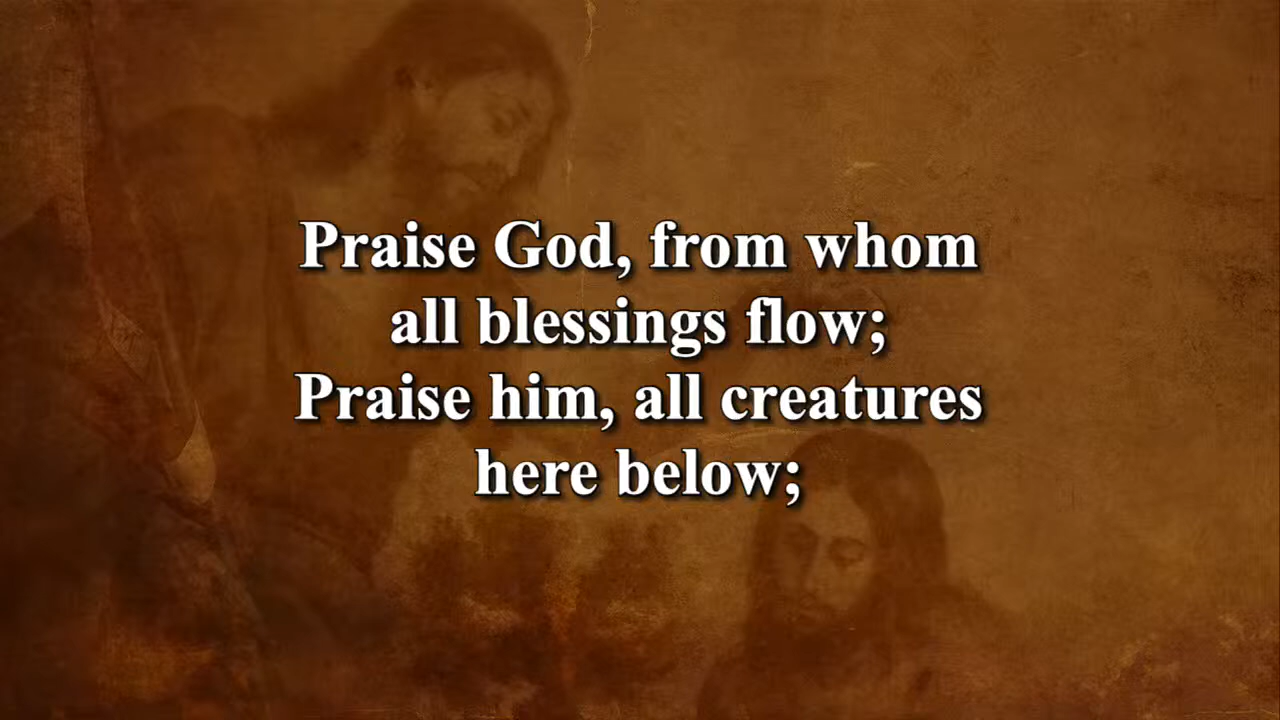 Praise God, from whom
all blessings flow;
Praise him, all creatures
here below;